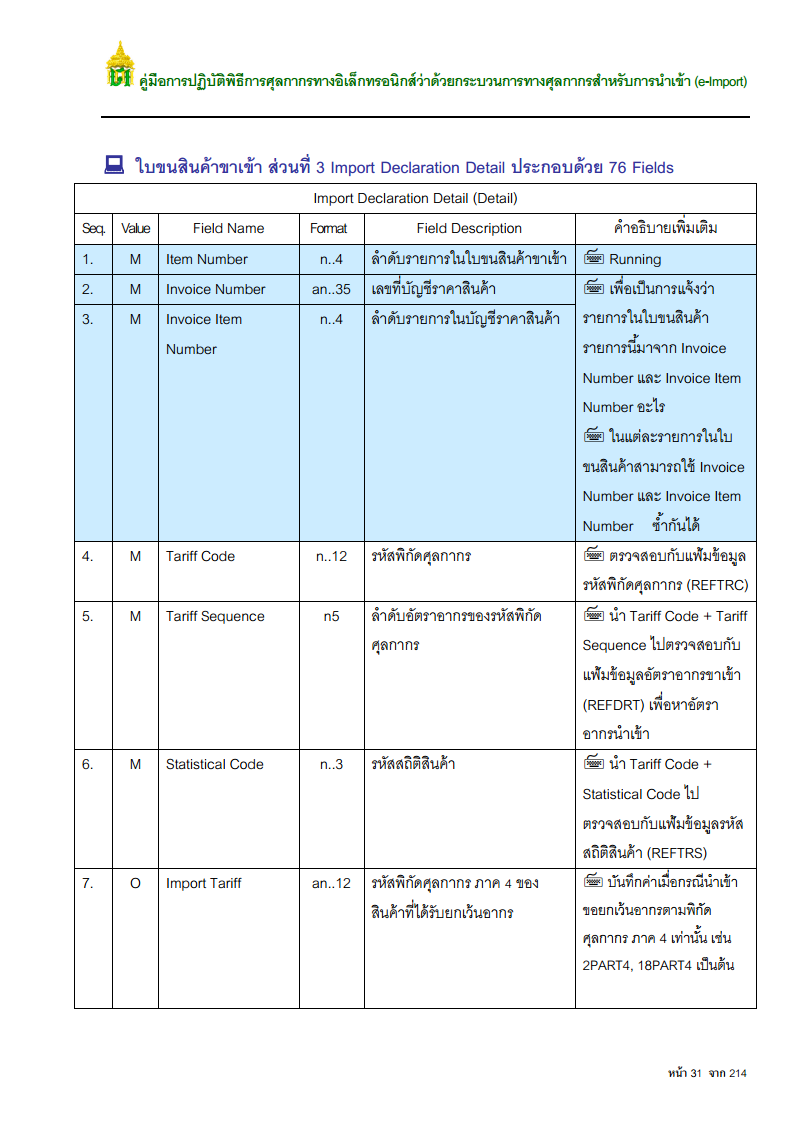 คู่มือการปฏิบัติพิธีการศุลกากรทางอิเล็กทรอนิกส์ว่าด้วยกระบวนการทางศุลกากรสำหรับการนำเข้า (e-Import)
ใบขนสินค้าขาเข้า ส่วนที่ 3 Import Declaration Detail ประกอบด้วย 76 Fields
Import Declaration Detail (Detail)
Seq. Value Field Name Format Field Description คำอธิบายเพิ่มเติม
1. M Item Number n..4 ลำดับรายการในใบขนสินค้าขาเข้า Running
2. M Invoice Number an..35 เลขที่บัญชีราคาสินค้า เพื่อเป็นการแจ้งว่า
3. M Invoice Item n..4 ลำดับรายการในบัญชีราคาสินค้า รายการในใบขนสินค้า
Number รายการนี้มาจาก Invoice
Number และ Invoice Item
Number อะไร
ในแต่ละรายการในใบ
ขนสินค้าสามารถใช้ Invoice
Number และ Invoice Item
Number ซ้ำกันได้
4. M Tariff Code n..12 รหัสพิกัดศุลกากร ตรวจสอบกับแฟ้มข้อมูล
รหัสพิกัดศุลกากร (REFTRC)
5. M Tariff Sequence n5 ลำดับอัตราอากรของรหัสพิกัด นำ Tariff Code + Tariff
ศุลกากร Sequence ไปตรวจสอบกับ
แฟ้มข้อมูลอัตราอากรขาเข้า
(REFDRT) เพื่อหาอัตรา
อากรนำเข้า
6. M Statistical Code n..3 รหัสสถิติสินค้า นำ Tariff Code +
Statistical Code ไป
ตรวจสอบกับแฟ้มข้อมูลรหัส
สถิติสินค้า (REFTRS)
7. O Import Tariff an..12 รหัสพิกัดศุลกากร ภาค 4 ของ บันทึกค่าเมื่อกรณีนำเข้า
สินค้าที่ได้รับยกเว้นอากร ขอยกเว้นอากรตามพิกัด
ศุลกากร ภาค 4 เท่านั้น เช่น
2PART4, 18PART4 เป็นต้น
หน้า 31 จาก 214